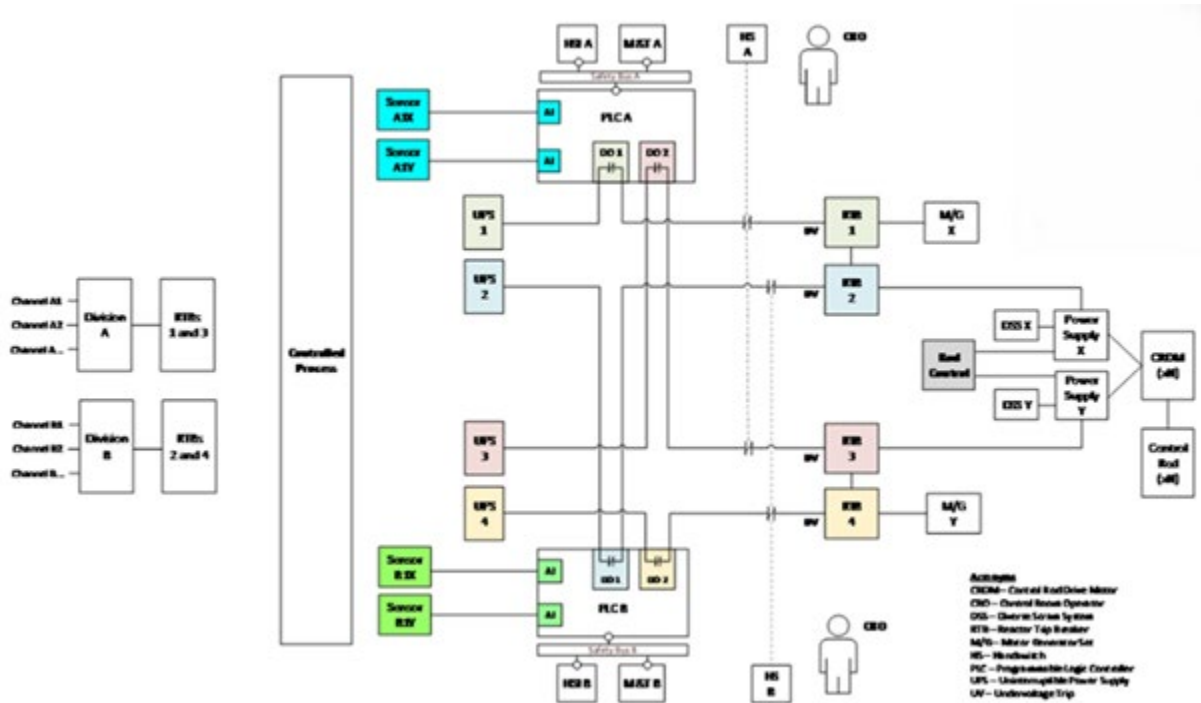 HSI A
M/ST A
HS
A
CRO
Safety Bus A
Sensor
A1X
AI
PLC A
Sensor
A1Y
AI
DO 1
DO 2
UPS
1
UV
RTB
1
M/G
X
UPS
2
UV
RTB
2
Channel A1
Channel A2
Channel A...
Division
A
RTBs
1 and 3
Controlled
Process
DSS X
Power
Supply
X
Rod
Control
CRDM
(xN)
DSS Y
Power
Supply
Y
Channel B1
Channel B2
Channel B...
Division
B
RTBs
2 and 4
UPS
3
UV
RTB
3
Control
Rod
(xN)
UPS
4
UV
RTB
4
M/G
Y
Sensor
B1X
AI
DO 1
DO 2
Sensor
B1Y
AI
PLC B
Safety Bus B
HSI B
M/ST B
HS
B
CRO
Acronyms
CRDM – Control Rod Drive Motor
CRO – Control Room Operator
DSS – Diverse Scram System
RTB – Reactor Trip Breaker
M/G – Motor Generator Set
HS – Handswitch
PLC – Programmable Logic Controller
UPS – Uninterruptible Power Supply
UV – Undervoltage Trip